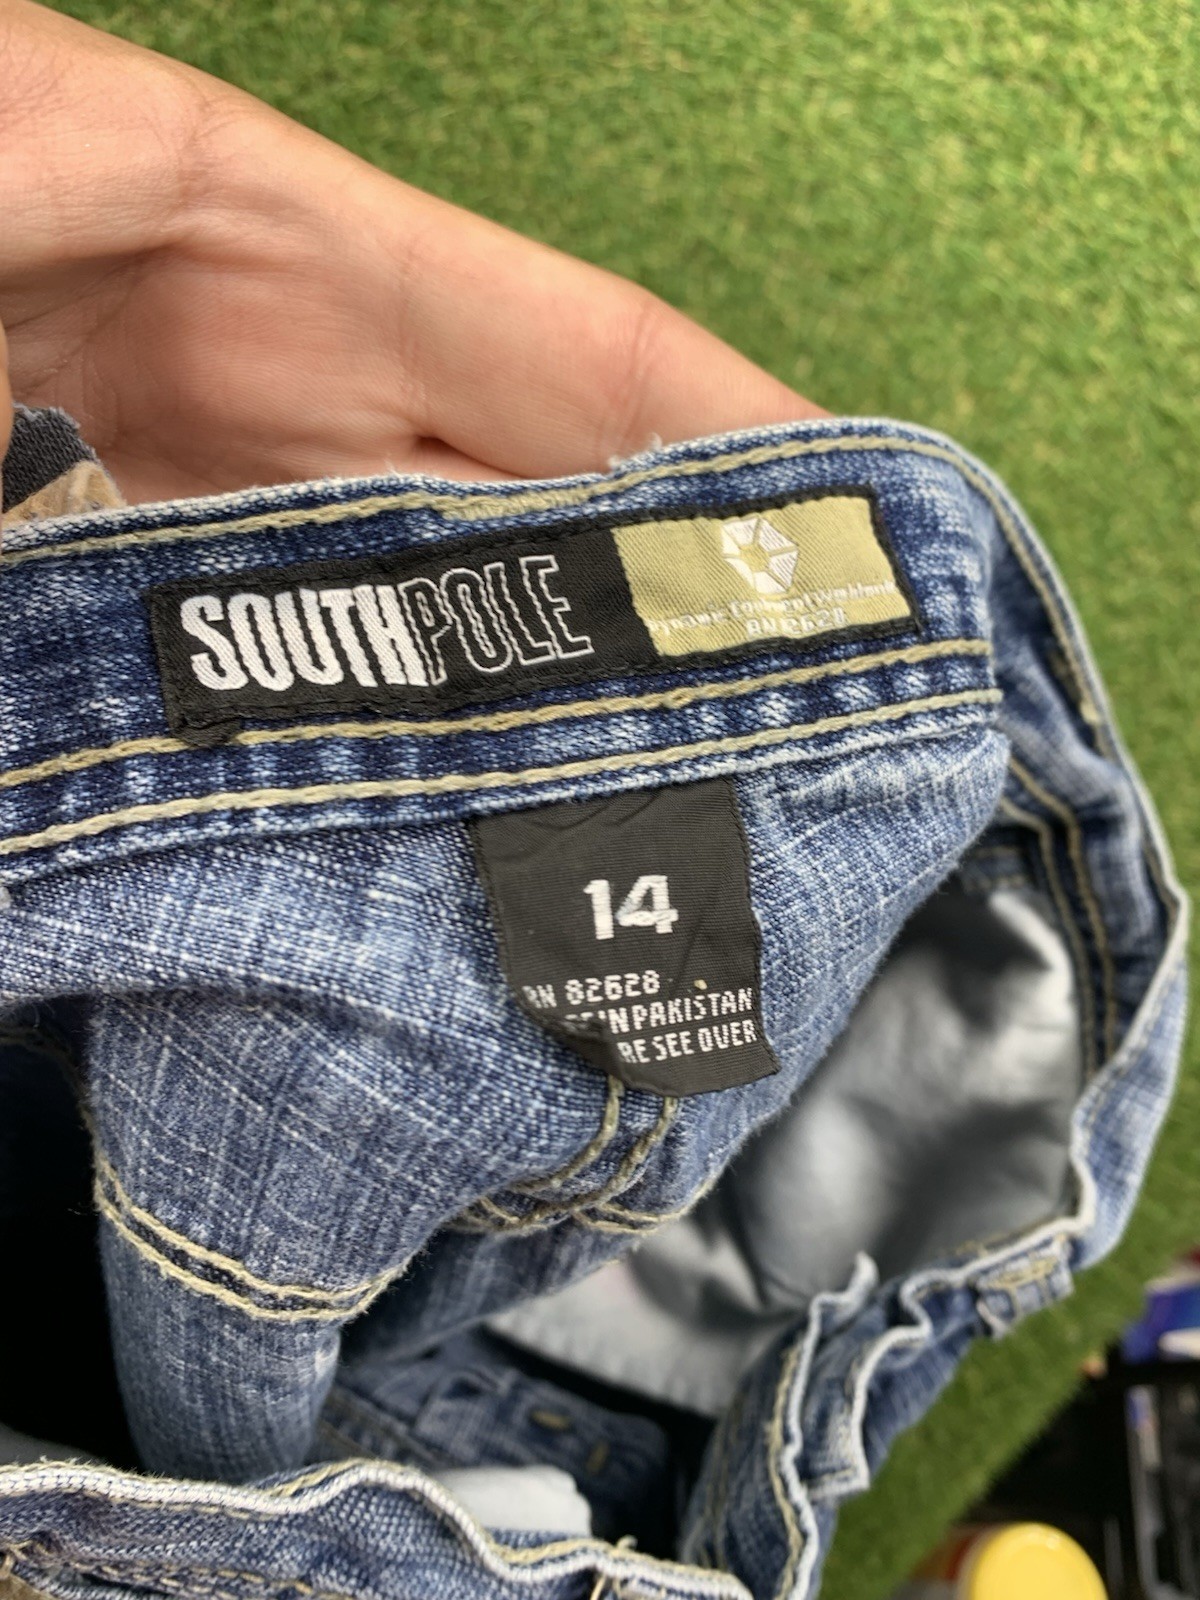 SOUTHPOLE
14
RN 82628
IN PAKISTAN
RE SEE OVER